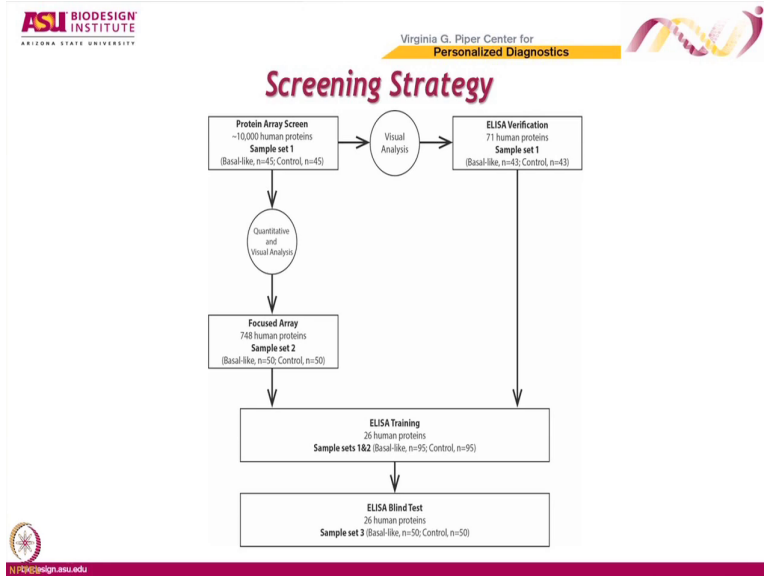 ASU BIODESIGN
INSTITUTE
ARIZONA STATE UNIVERSITY
Virginia G. Piper Center for
Personalized Diagnostics
Screening Strategy
Protein Array Screen
~10,000 human proteins
Sample set 1
(Basal-like, n=45; Control, n=45)
Visual
Analysis
ELISA Verification
71 human proteins
Sample set 1
(Basal-like, n=43; Control, n=43)
Quantitative
and
Visual Analysis
Focused Array
748 human proteins
Sample set 2
(Basal-like, n=50; Control, n=50)
ELISA Training
26 human proteins
Sample sets 1&2 (Basal-like, n=95; Control, n=95)
ELISA Blind Test
26 human proteins
Sample set 3 (Basal-like, n=50; Control, n=50)
NPTEL